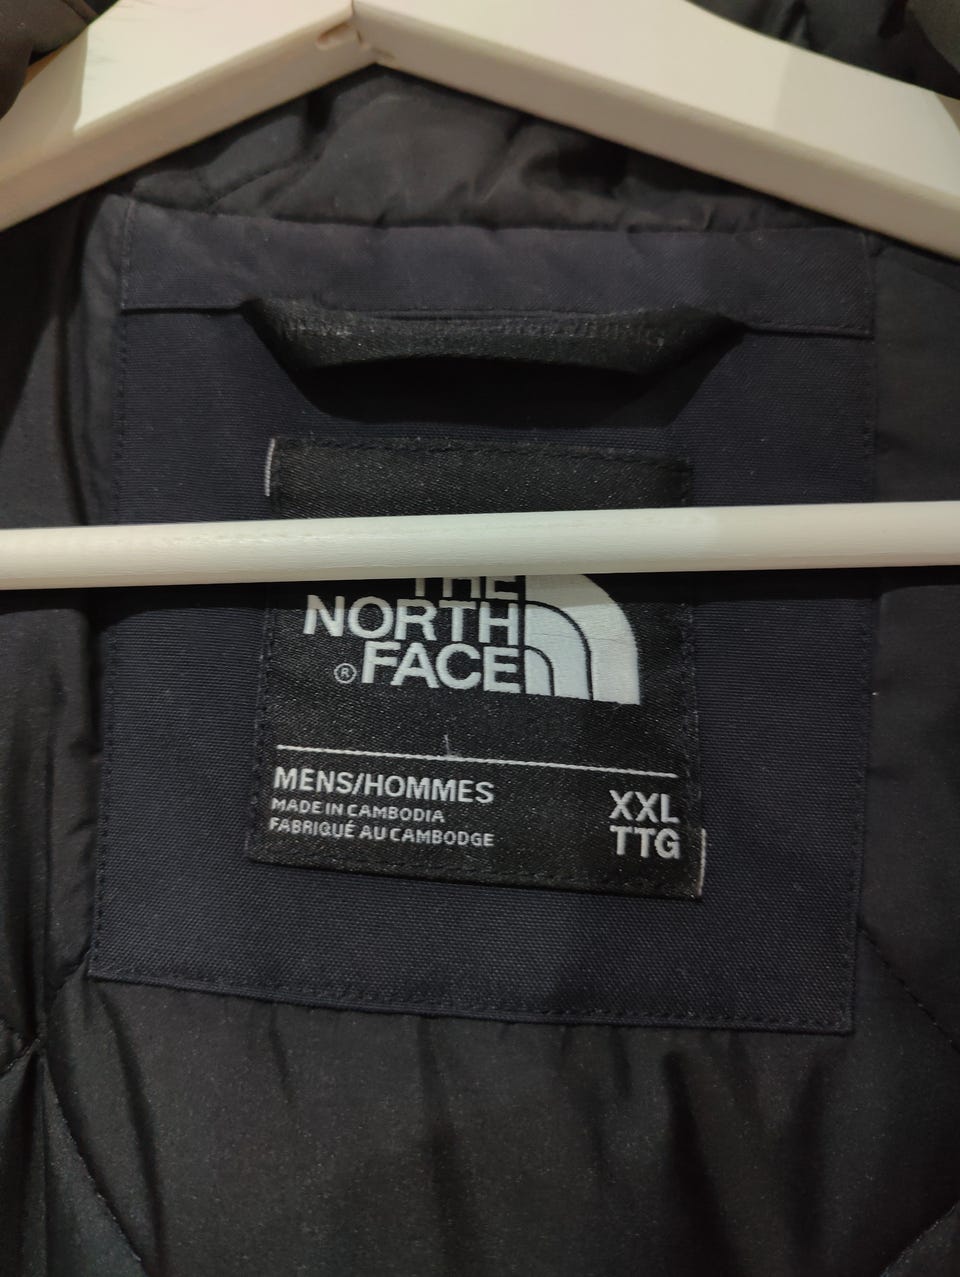 THE
NORTH
® FACE
MENS/HOMMES
MADE IN CAMBODIA
FABRIQUÉ AU CAMBODGE
XXL
TTG